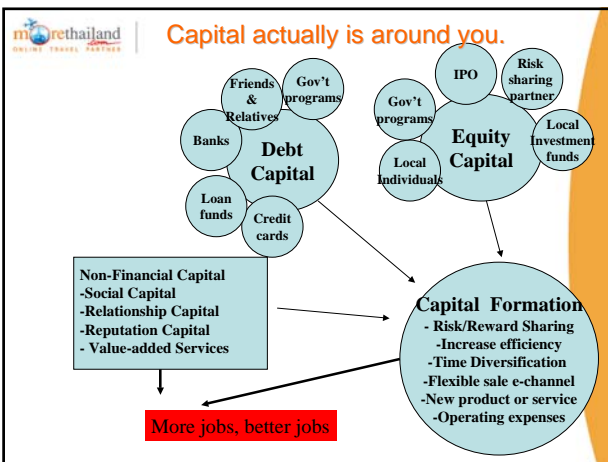 morethailand
.com
ONLINE TRAVEL PARTNER
Capital actually is around you.
Friends
&
Relatives
Gov't
programs
Banks
Debt
Capital
Loan
funds
Credit
cards
IPO
Risk
sharing
partner
Gov't
programs
Equity
Capital
Local
Investment
funds
Local
Individuals
Non-Financial Capital
-Social Capital
-Relationship Capital
-Reputation Capital
- Value-added Services
Capital Formation
- Risk/Reward Sharing
-Increase efficiency
-Time Diversification
-Flexible sale e-channel
-New product or service
-Operating expenses
More jobs, better jobs